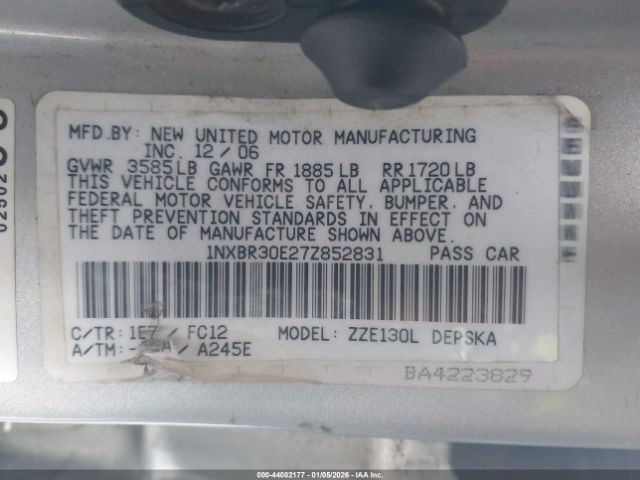 MFD.BY: NEW UNITED MOTOR MANUFACTURING
INC. 12/06
GVWR 3585LB GAWR FR 1885LB RR 1720LB
THIS VEHICLE CONFORMS TO ALL APPLICABLE
FEDERAL MOTOR VEHICLE SAFETY, BUMPER, AND
THEFT PREVENTION STANDARDS IN EFFECT ON
THE DATE OF MANUFACTURE SHOWN ABOVE.
1NXBR30E27Z852831 PASS CAR
C/TR: 1E7 / FC12 MODEL: ZZE130L DEPSKA
A/TM: / A245E
BA4223829
000-44082177 - 01/05/2026 - IAAI.CA